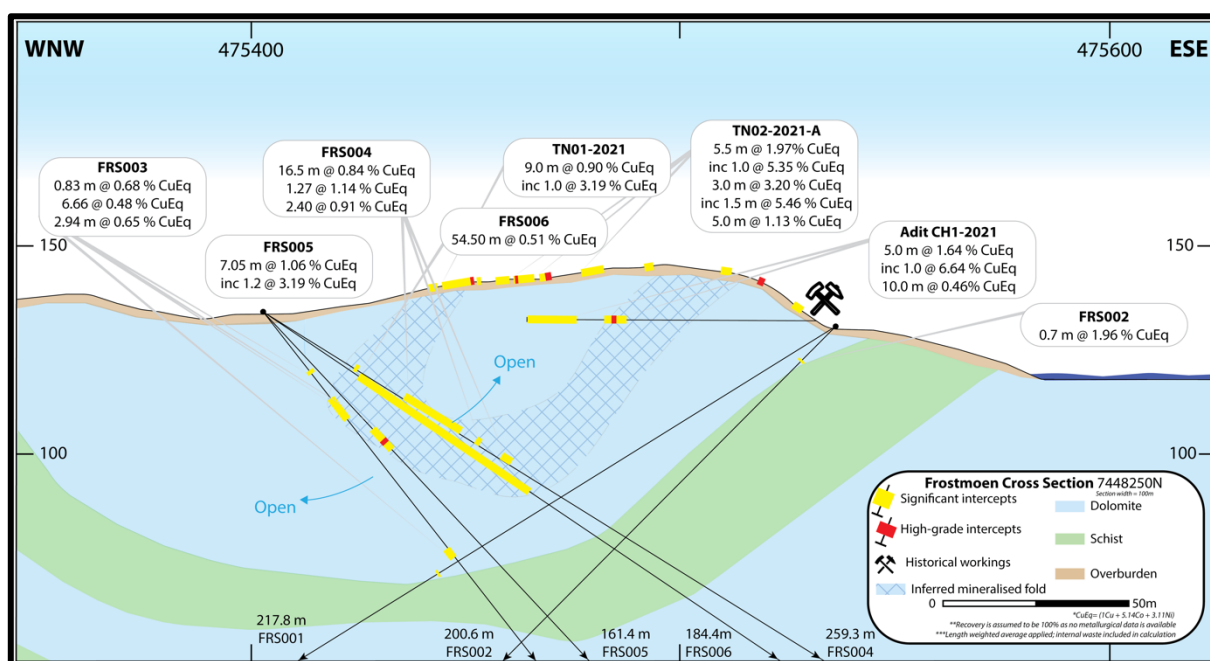 WNW
475400
475600
ESE
FRS003
0.83 m @ 0.68 % CuEq
6.66 m @ 0.48 % CuEq
2.94 m @ 0.65 % CuEq
FRS004
16.5 m @ 0.84 % CuEq
1.27 @ 1.14 % CuEq
2.40 @ 0.91 % CuEq
TN01-2021
9.0 m @ 0.90 % CuEq
inc 1.0 @ 3.19 % CuEq
TN02-2021-A
5.5 m @ 1.97% CuEq
inc 1.0 @ 5.35 % CuEq
3.0 m @ 3.20 % CuEq
inc 1.5 m @ 5.46 % CuEq
5.0 m @ 1.13 % CuEq
FRS006
54.50 m @ 0.51 % CuEq
FRS005
7.05 m @ 1.06 % CuEq
inc 1.2 @ 3.19 % CuEq
Adit CH1-2021
5.0 m @ 1.64 % CuEq
inc 1.0 @ 6.64 % CuEq
10.0 m @ 0.46% CuEq
FRS002
0.7 m @ 1.96 % CuEq
150
150
Open
Open
100
100
Frostmoen Cross Section 7448250N
Section width = 100m
Significant intercepts
High-grade intercepts
Historical workings
Inferred mineralised fold
Dolomite
Schist
Overburden
0
50m
*CuEq= (1Cu + 5.14Co + 3.11Ni)
**Recovery is assumed to be 100% as no metallurgical data is available
***Length weighted average applied; internal waste included in calculation
217.8 m
FRS001
200.6 m
FRS002
161.4 m
FRS005
184.4m
FRS006
259.3 m
FRS004